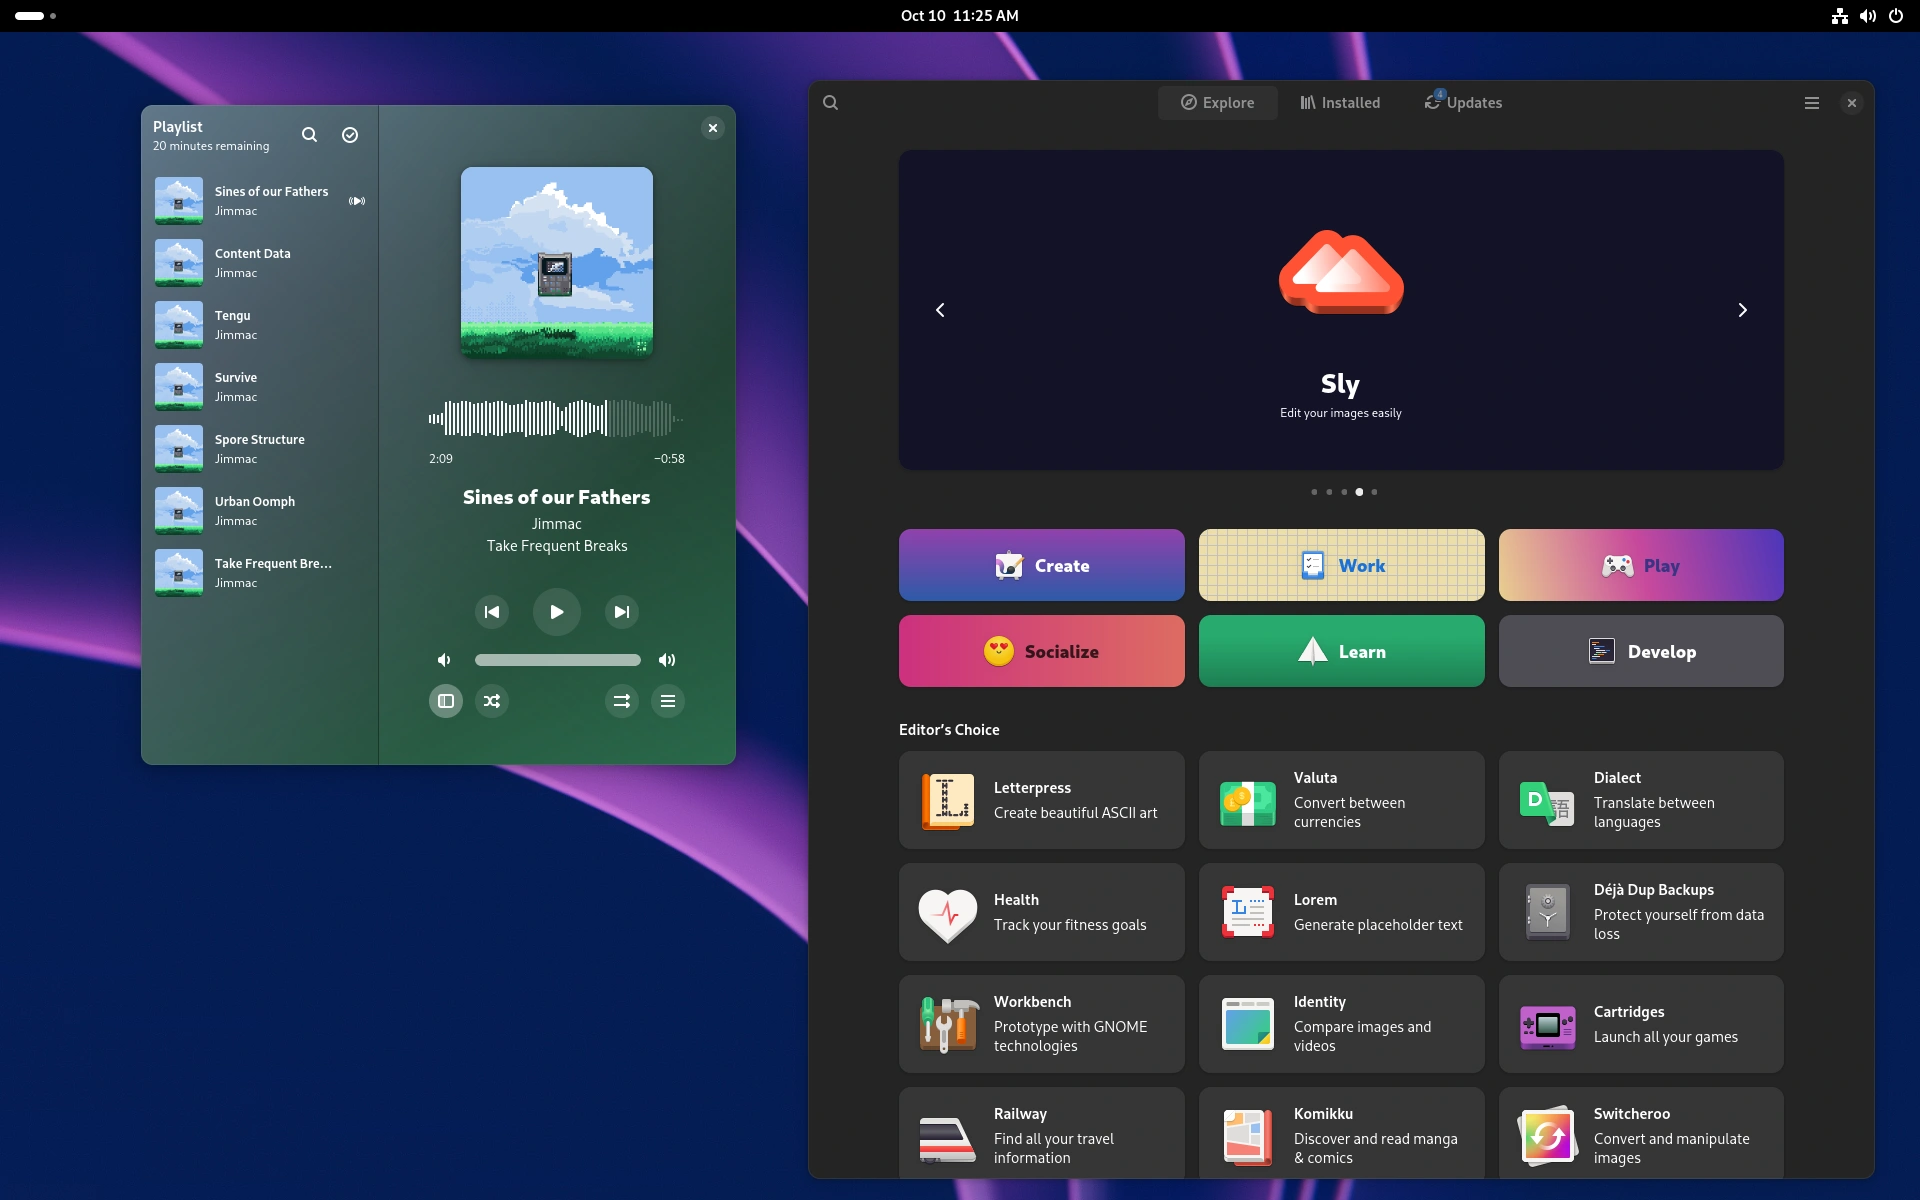 Oct 10 11:25 AM
Playlist
20 minutes remaining
Sines of our Fathers
Jimmac
Content Data
Jimmac
Tengu
Jimmac
Survive
Jimmac
Spore Structure
Jimmac
Urban Oomph
Jimmac
Take Frequent Bre…
Jimmac
2:09
−0:58
Sines of our Fathers
Jimmac
Take Frequent Breaks
Explore
Installed
4
Updates
Sly
Edit your images easily
Create
Work
Play
Socialize
Learn
Develop
Editor’s Choice
Letterpress
Create beautiful ASCII art
Valuta
Convert between
currencies
D
語
Dialect
Translate between
languages
Health
Track your fitness goals
Lorem
Generate placeholder text
Déjà Dup Backups
Protect yourself from data
loss
Workbench
Prototype with GNOME
technologies
Identity
Compare images and
videos
Cartridges
Launch all your games
Railway
Find all your travel
information
Komikku
Discover and read manga
& comics
Switcheroo
Convert and manipulate
images